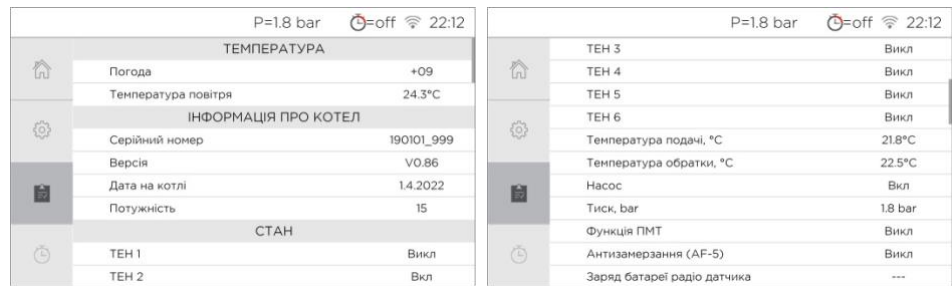 P=1.8 bar =off 22:12
ТЕМПЕРАТУРА
Погода +09
Температура повітря 24.3°C
ІНФОРМАЦІЯ ПРО КОТЕЛ
Серійний номер 190101_999
Версія V0.86
Дата на котлі 1.4.2022
Потужність 15
СТАН
ТЕН 1 Викл
ТЕН 2 Вкл
P=1.8 bar =off 22:12
ТЕН 3 Викл
ТЕН 4 Викл
ТЕН 5 Викл
ТЕН 6 Викл
Температура подачі, °C 21.8°C
Температура обратки, °C 22.5°C
Насос Вкл
Тиск, bar 1.8 bar
Функція ПМТ Викл
Антизамерзання (AF-5) Викл
Заряд батареї радіо датчика ---